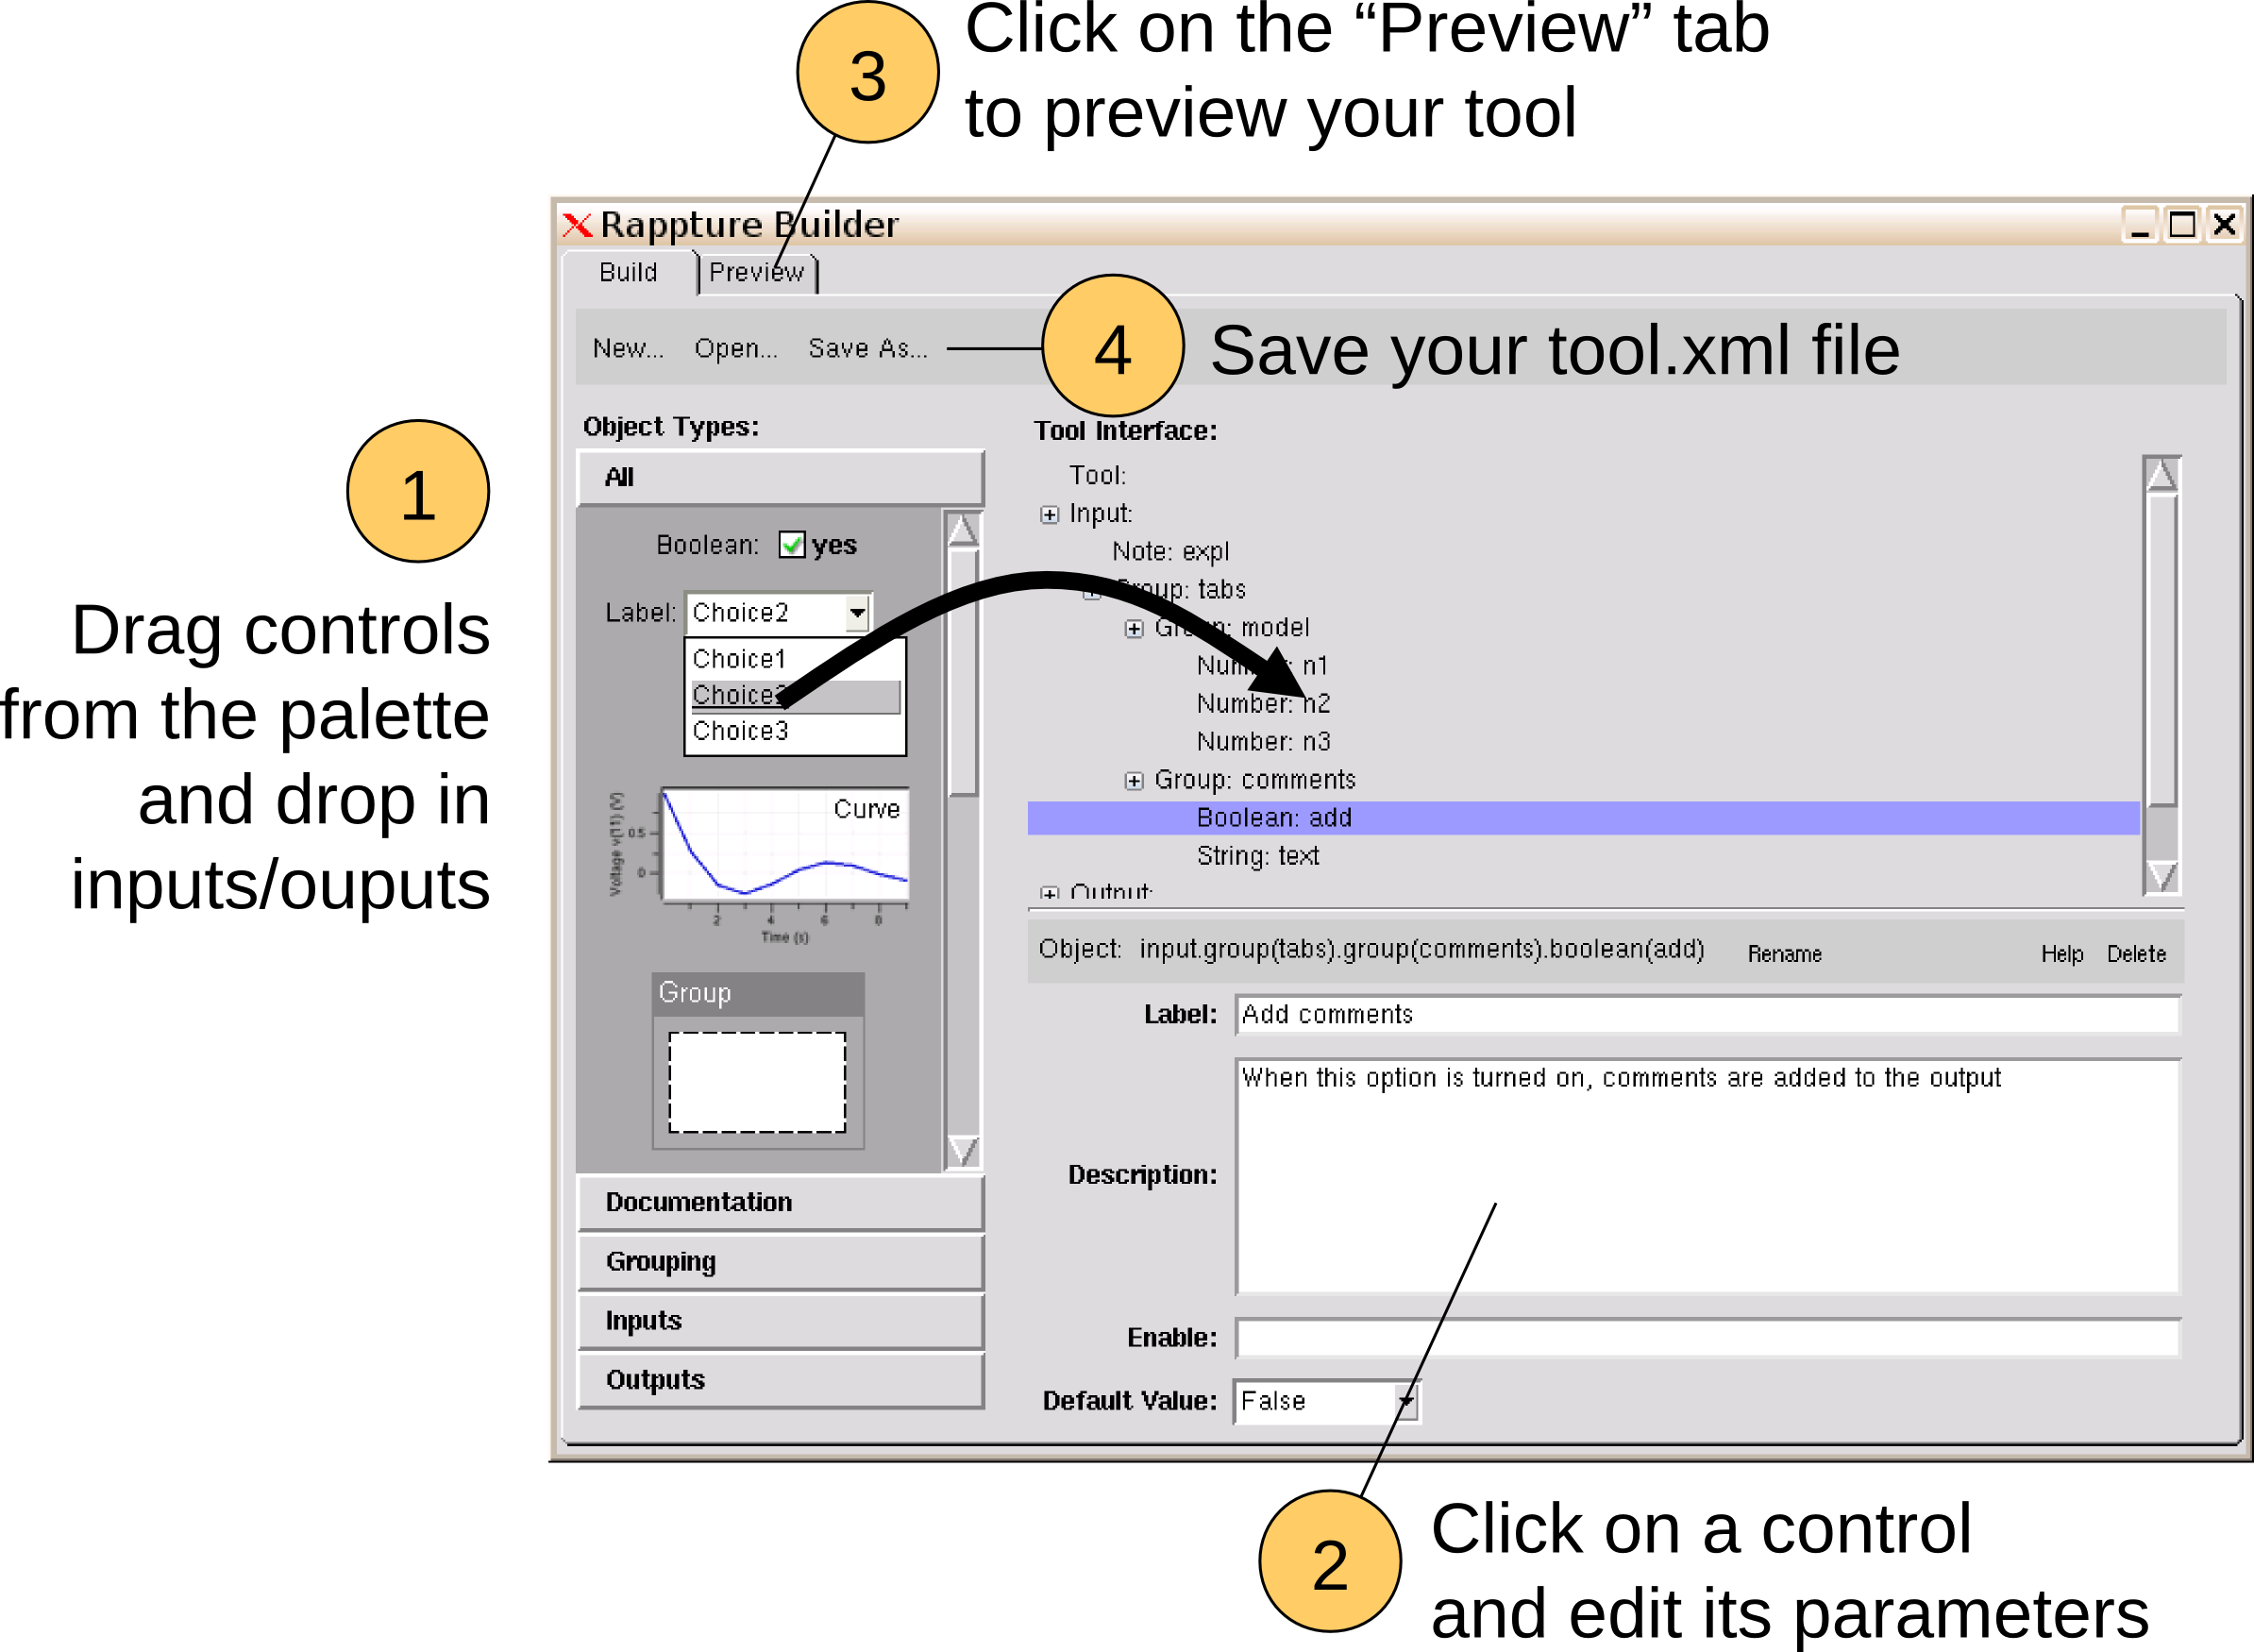 3
Click on the “Preview” tab
to preview your tool
Rappture Builder
Build
Preview
New... Open... Save As...
4
Save your tool.xml file
1
Drag controls
from the palette
and drop in
inputs/ouputs
Object Types:
All
Boolean: yes
Label: Choice2
Choice1
Choice2
Choice3
Curve
Voltage v(11) (V)
0.5
0
2 4 6 8
Time (s)
Group
Documentation
Grouping
Inputs
Outputs
Tool Interface:
Tool:
Input:
Note: expl
Group: tabs
Group: model
Number: n1
Number: n2
Number: n3
Group: comments
Boolean: add
String: text
Output:
Object: input.group(tabs).group(comments).boolean(add) Rename Help Delete
Label: Add comments
Description: When this option is turned on, comments are added to the output
Enable:
Default Value: False
2
Click on a control
and edit its parameters